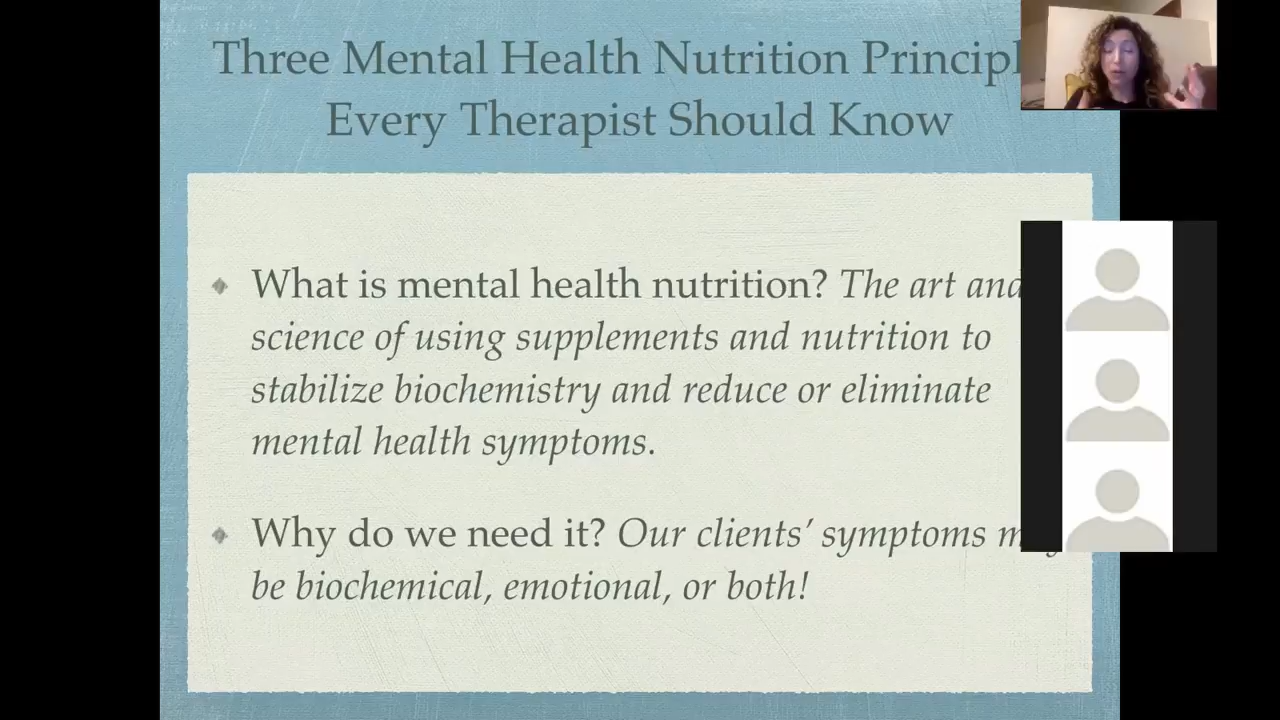 Three Mental Health Nutrition Principl
Every Therapist Should Know
What is mental health nutrition? The art and
science of using supplements and nutrition to
stabilize biochemistry and reduce or eliminate
mental health symptoms.
Why do we need it? Our clients’ symptoms
be biochemical, emotional, or both!